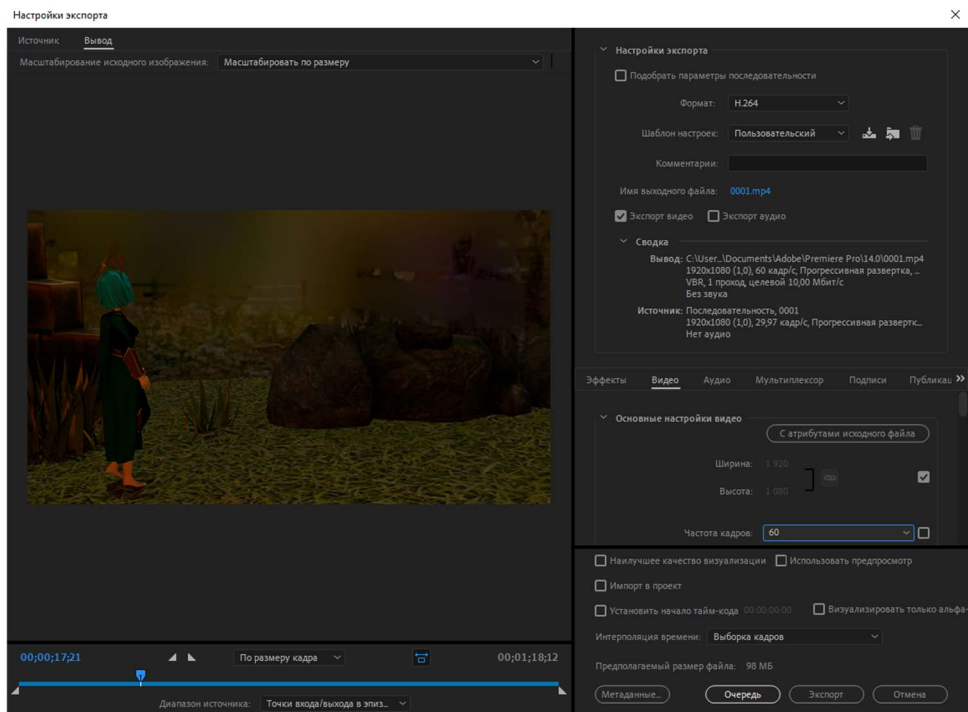 Настройки экспорта
Источник Вывод
Масштабирование исходного изображения: Масштабировать по размеру
Настройки экспорта
Подобрать параметры последовательности
Формат: H.264
Шаблон настроек: Пользовательский
Комментарии:
Имя выходного файла: 0001.mp4
Экспорт видео Экспорт аудио
Сводка
Вывод: C:\User...\Documents\Adobe\Premiere Pro\14.0\0001.mp4
1920x1080 (1,0), 60 кадр/с, Прогрессивная развертка, ...
VBR, 1 проход, целевой 10,00 Мбит/с
Без звука
Источник: Последовательность, 0001
1920x1080 (1,0), 29,97 кадр/с, Прогрессивная развертк...
Нет аудио
Эффекты Видео Аудио Мультиплексор Подписи Публикац
Основные настройки видео
С атрибутами исходного файла
Ширина: 1 920
Высота: 1 080
Частота кадров: 60
Наилучшее качество визуализации Использовать предпросмотр
Импорт в проект
Установить начало тайм-кода 00:00:00:00 Визуализировать только альфа-
Интерполяция времени: Выборка кадров
Предполагаемый размер файла: 98 МБ
Метаданные... Очередь Экспорт Отмена
00;00;17;21 По размеру кадра 00;01;18;12
Диапазон источника: Точки входа/выхода в эпиз...